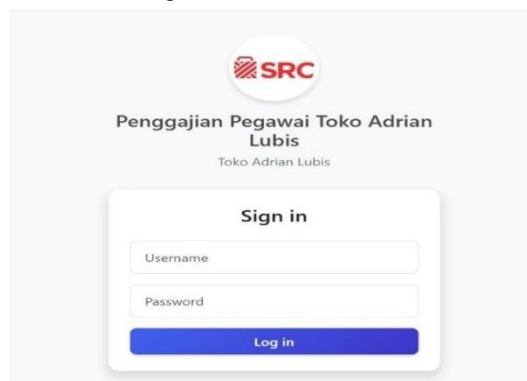 SRC
Penggajian Pegawai Toko Adrian
Lubis
Toko Adrian Lubis
Sign in
Username
Password
Log in